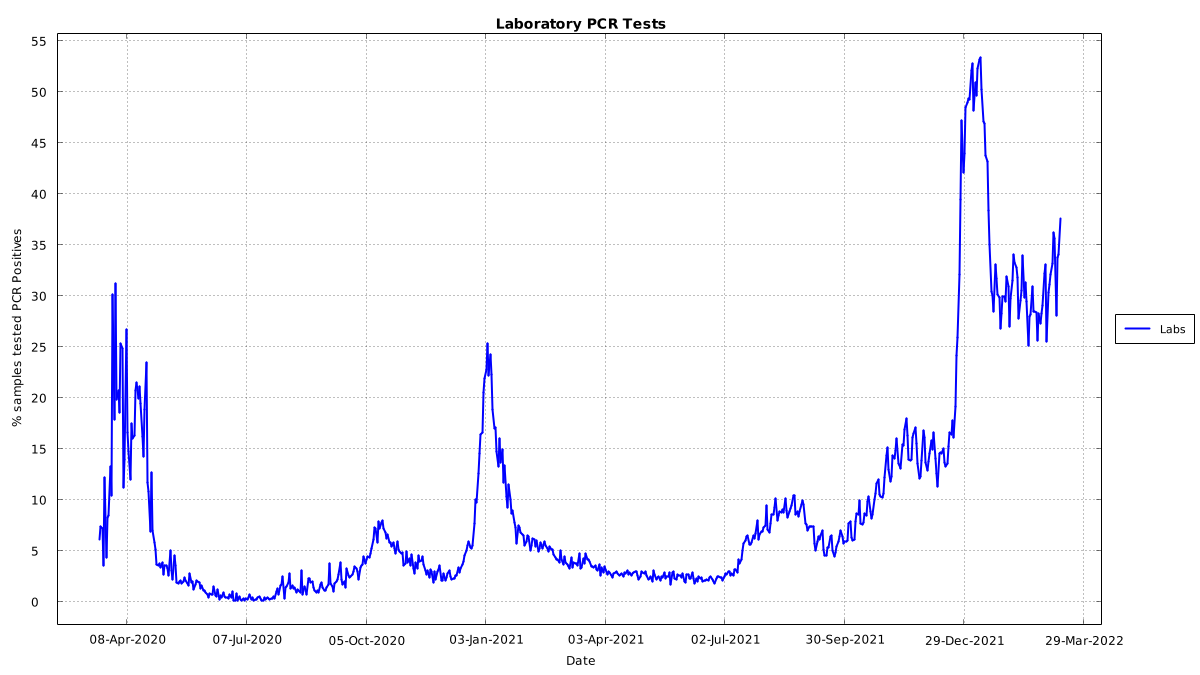 Laboratory PCR Tests
55
50
45
40
35
30
25
20
15
10
5
0
% samples tested PCR Positives
08-Apr-2020 07-Jul-2020 05-Oct-2020 03-Jan-2021 03-Apr-2021 02-Jul-2021 30-Sep-2021 29-Dec-2021 29-Mar-2022
Date
Labs